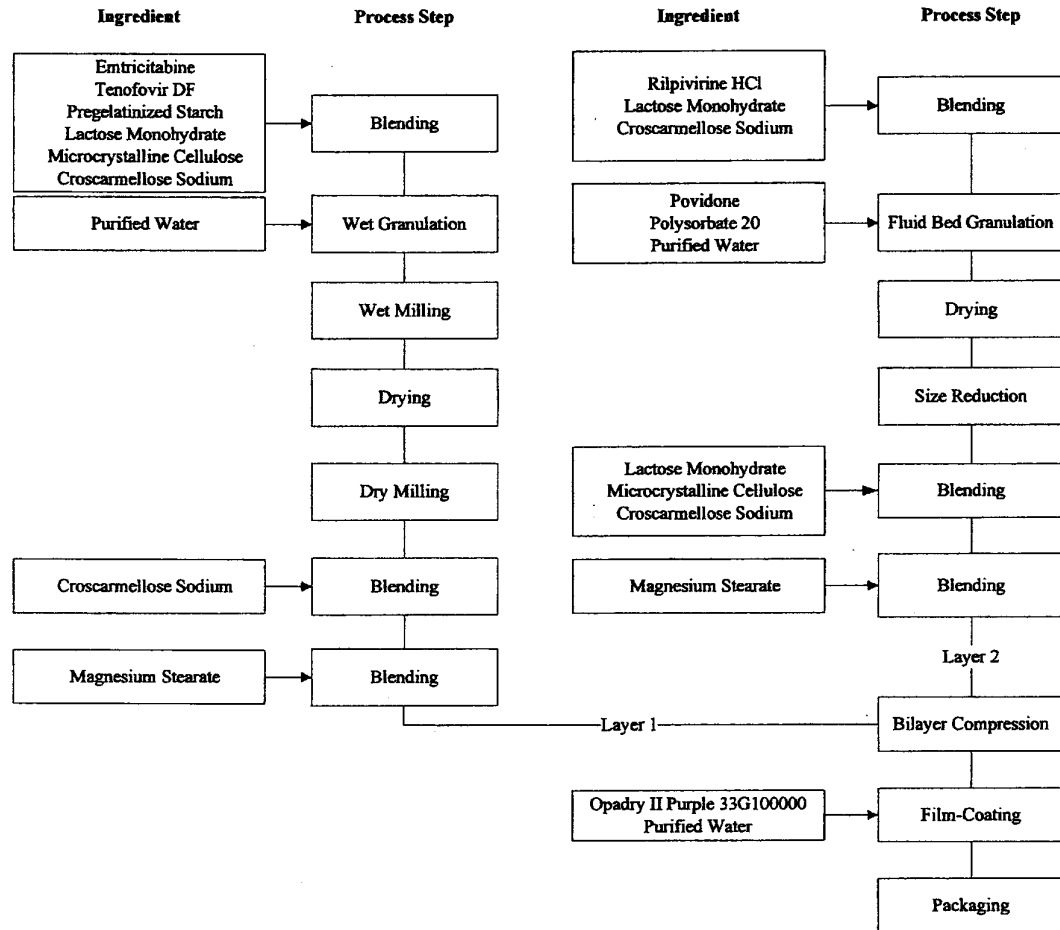 Ingredient
Process Step
Emtricitabine
Tenofovir DF
Pregelatinized Starch
Lactose Monohydrate
Microcrystalline Cellulose
Croscarmellose Sodium
Blending
Purified Water
Wet Granulation
Wet Milling
Drying
Dry Milling
Croscarmellose Sodium
Blending
Magnesium Stearate
Blending
Layer 1
Ingredient
Process Step
Rilpivirine HCl
Lactose Monohydrate
Croscarmellose Sodium
Blending
Povidone
Polysorbate 20
Purified Water
Fluid Bed Granulation
Drying
Size Reduction
Lactose Monohydrate
Microcrystalline Cellulose
Croscarmellose Sodium
Blending
Magnesium Stearate
Blending
Layer 2
Bilayer Compression
Opadry II Purple 33G100000
Purified Water
Film-Coating
Packaging